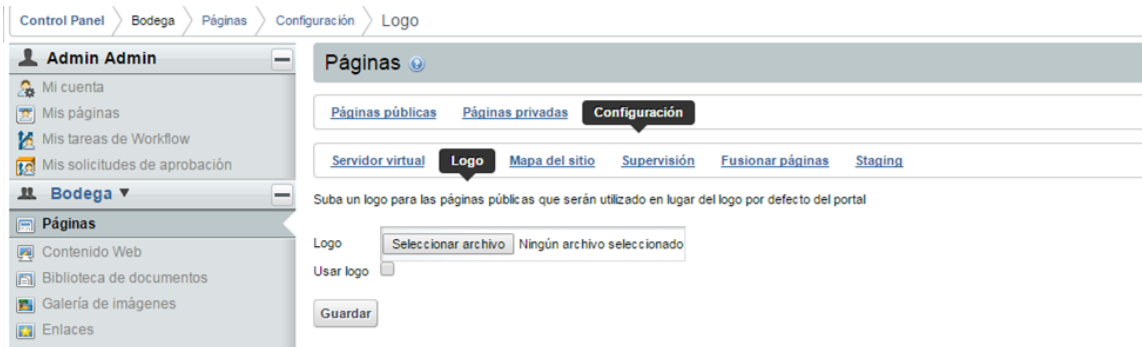 Control Panel Bodega Páginas Configuración Logo
Admin Admin
Mi cuenta
Mis páginas
Mis tareas de Workflow
Mis solicitudes de aprobación
Bodega ▼
Páginas
Contenido Web
Biblioteca de documentos
Galería de imágenes
Enlaces
Páginas
Páginas públicas Páginas privadas Configuración
Servidor virtual Logo Mapa del sitio Supervisión Fusionar páginas Staging
Suba un logo para las páginas públicas que serán utilizado en lugar del logo por defecto del portal
Logo Seleccionar archivo Ningún archivo seleccionado
Usar logo
Guardar